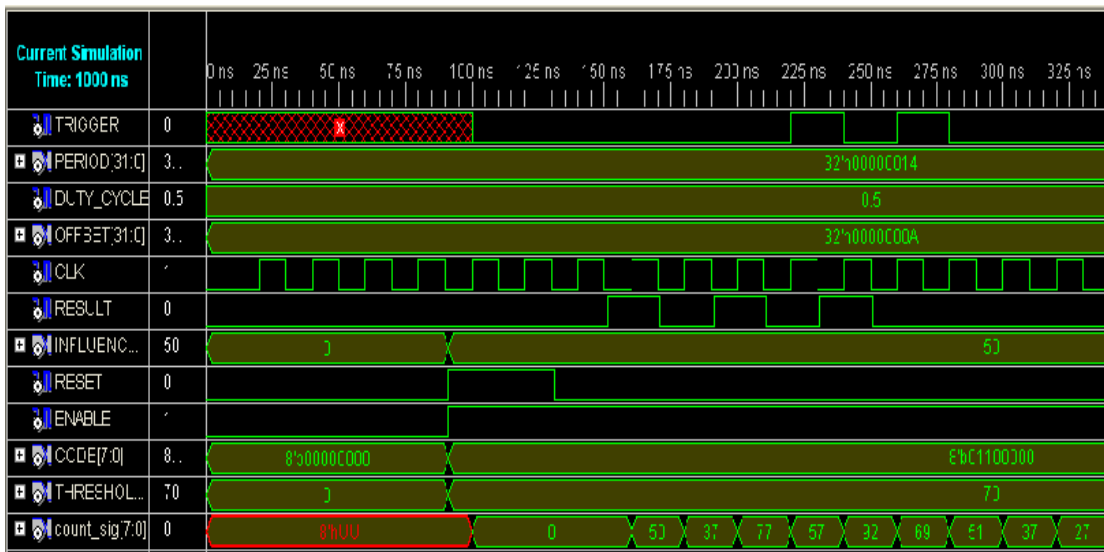 Current Simulation
Time: 1000 ns
0 ns 25 ns 50 ns 75 ns 100 ns 125 ns 150 ns 175 ns 200 ns 225 ns 250 ns 275 ns 300 ns 325 ns
TRIGGER 0 X
PERIOD[31:0] 3.. 32'h00000014
DUTY_CYCLE 0.5 0.5
OFFSET[31:0] 3.. 32'h0000000A
CLK
RESULT 0
INFLUENC... 50 0 50
RESET 0
ENABLE
CODE[7:0] 8.. 8'b00000000 8'b01100000
THRESHOL... 70 0 70
count_sig[7:0] 0 8'hUU 0 50 37 77 57 69 37 27